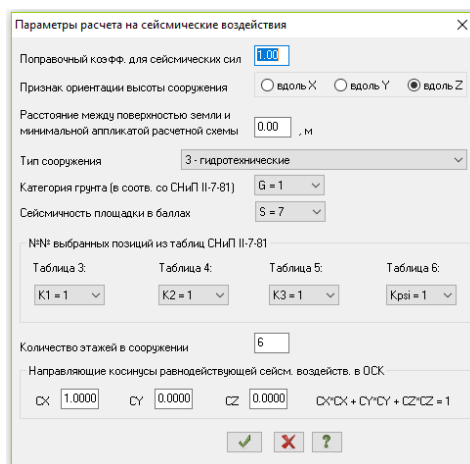 Параметры расчета на сейсмические воздействия
Поправочный коэфф. для сейсмических сил 1.00
Признак ориентации высоты сооружения вдоль X вдоль Y вдоль Z
Расстояние между поверхностью земли и
минимальной аппликатой расчетной схемы 0.00 , м
Тип сооружения 3 - гидротехнические
Категория грунта (в соотв. со СНиП II-7-81) G = 1
Сейсмичность площадки в баллах S = 7
№№ выбранных позиций из таблиц СНиП II-7-81
Таблица 3: Таблица 4: Таблица 5: Таблица 6:
K1 = 1 K2 = 1 K3 = 1 Kpsi = 1
Количество этажей в сооружении 6
Направляющие косинусы равнодействующей сейсм. воздейств. в ОСК
CX 1.0000 CY 0.0000 CZ 0.0000 CX*CX + CY*CY + CZ*CZ = 1
?